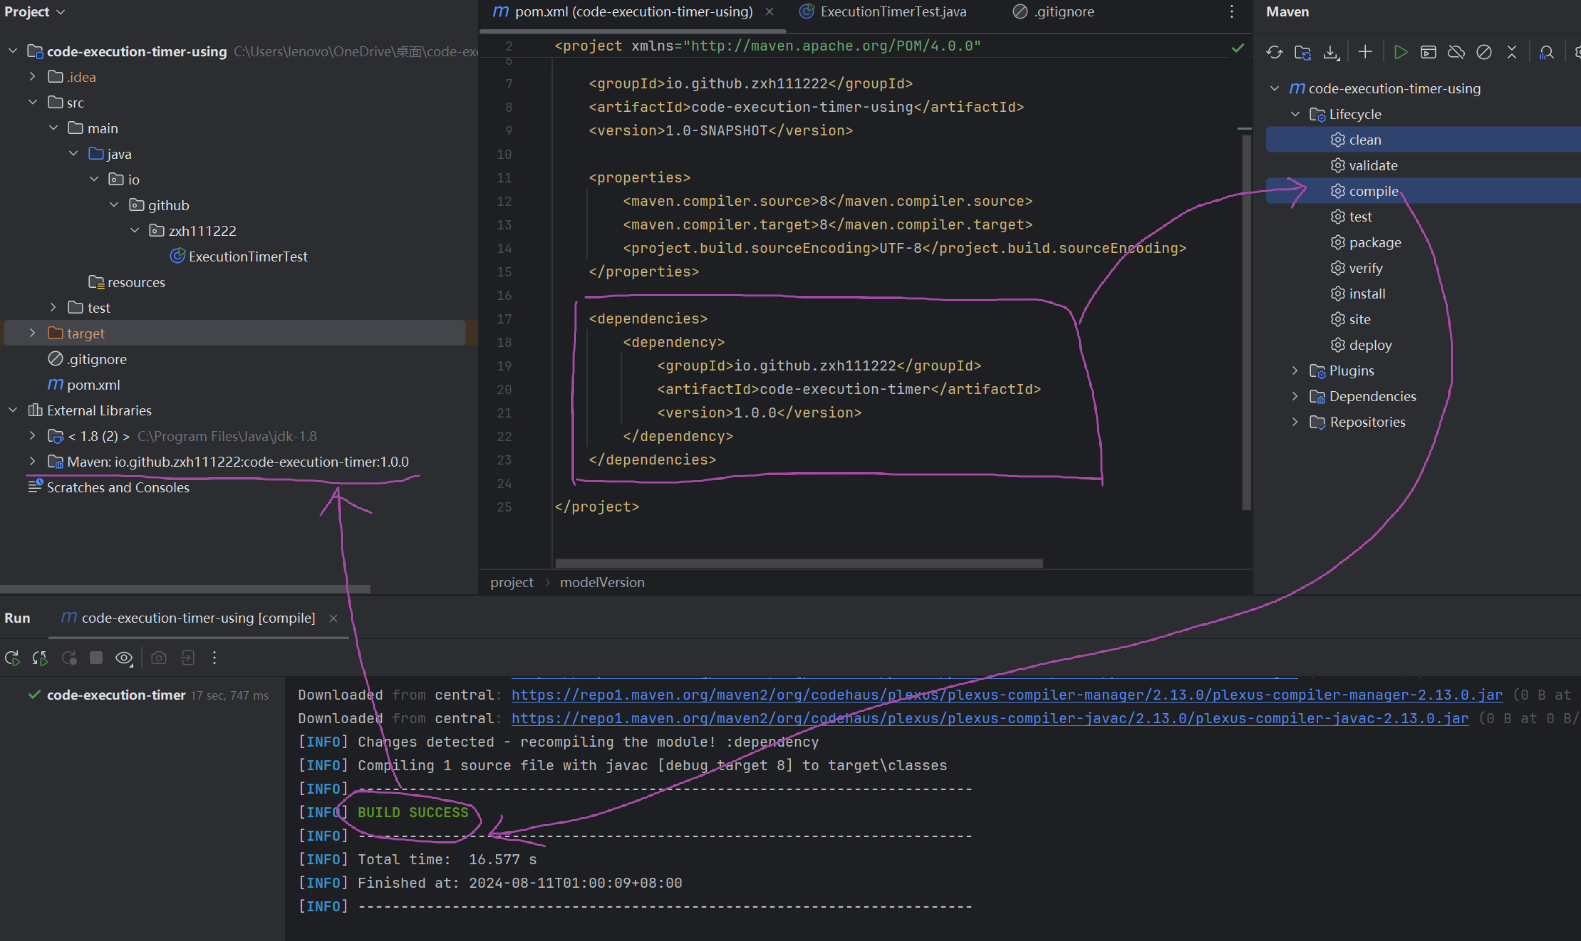 Project
code-execution-timer-using C:\Users\lenovo\OneDrive\桌面\code-ex
.idea
src
main
java
io
github
zxh111222
ExecutionTimerTest
resources
test
target
.gitignore
pom.xml
External Libraries
< 1.8 (2) > C:\Program Files\Java\jdk-1.8
Maven: io.github.zxh111222:code-execution-timer:1.0.0
Scratches and Consoles
pom.xml (code-execution-timer-using)
ExecutionTimerTest.java
.gitignore
2 <project xmlns="http://maven.apache.org/POM/4.0.0"
6
7 <groupId>io.github.zxh111222</groupId>
8 <artifactId>code-execution-timer-using</artifactId>
9 <version>1.0-SNAPSHOT</version>
10
11 <properties>
12 <maven.compiler.source>8</maven.compiler.source>
13 <maven.compiler.target>8</maven.compiler.target>
14 <project.build.sourceEncoding>UTF-8</project.build.sourceEncoding>
15 </properties>
16
17 <dependencies>
18 <dependency>
19 <groupId>io.github.zxh111222</groupId>
20 <artifactId>code-execution-timer</artifactId>
21 <version>1.0.0</version>
22 </dependency>
23 </dependencies>
24
25 </project>
project › modelVersion
Maven
code-execution-timer-using
Lifecycle
clean
validate
compile
test
package
verify
install
site
deploy
Plugins
Dependencies
Repositories
Run code-execution-timer-using [compile]
code-execution-timer 17 sec, 747 ms
Downloaded from central: https://repo1.maven.org/maven2/org/codehaus/plexus/plexus-compiler-manager/2.13.0/plexus-compiler-manager-2.13.0.jar (0 B at
Downloaded from central: https://repo1.maven.org/maven2/org/codehaus/plexus/plexus-compiler-javac/2.13.0/plexus-compiler-javac-2.13.0.jar (0 B at 0 B/
[INFO] Changes detected - recompiling the module! :dependency
[INFO] Compiling 1 source file with javac [debug target 8] to target\classes
[INFO] ------------------------------------------------------------------------
[INFO] BUILD SUCCESS
[INFO] ------------------------------------------------------------------------
[INFO] Total time:  16.577 s
[INFO] Finished at: 2024-08-11T01:00:09+08:00
[INFO] ------------------------------------------------------------------------